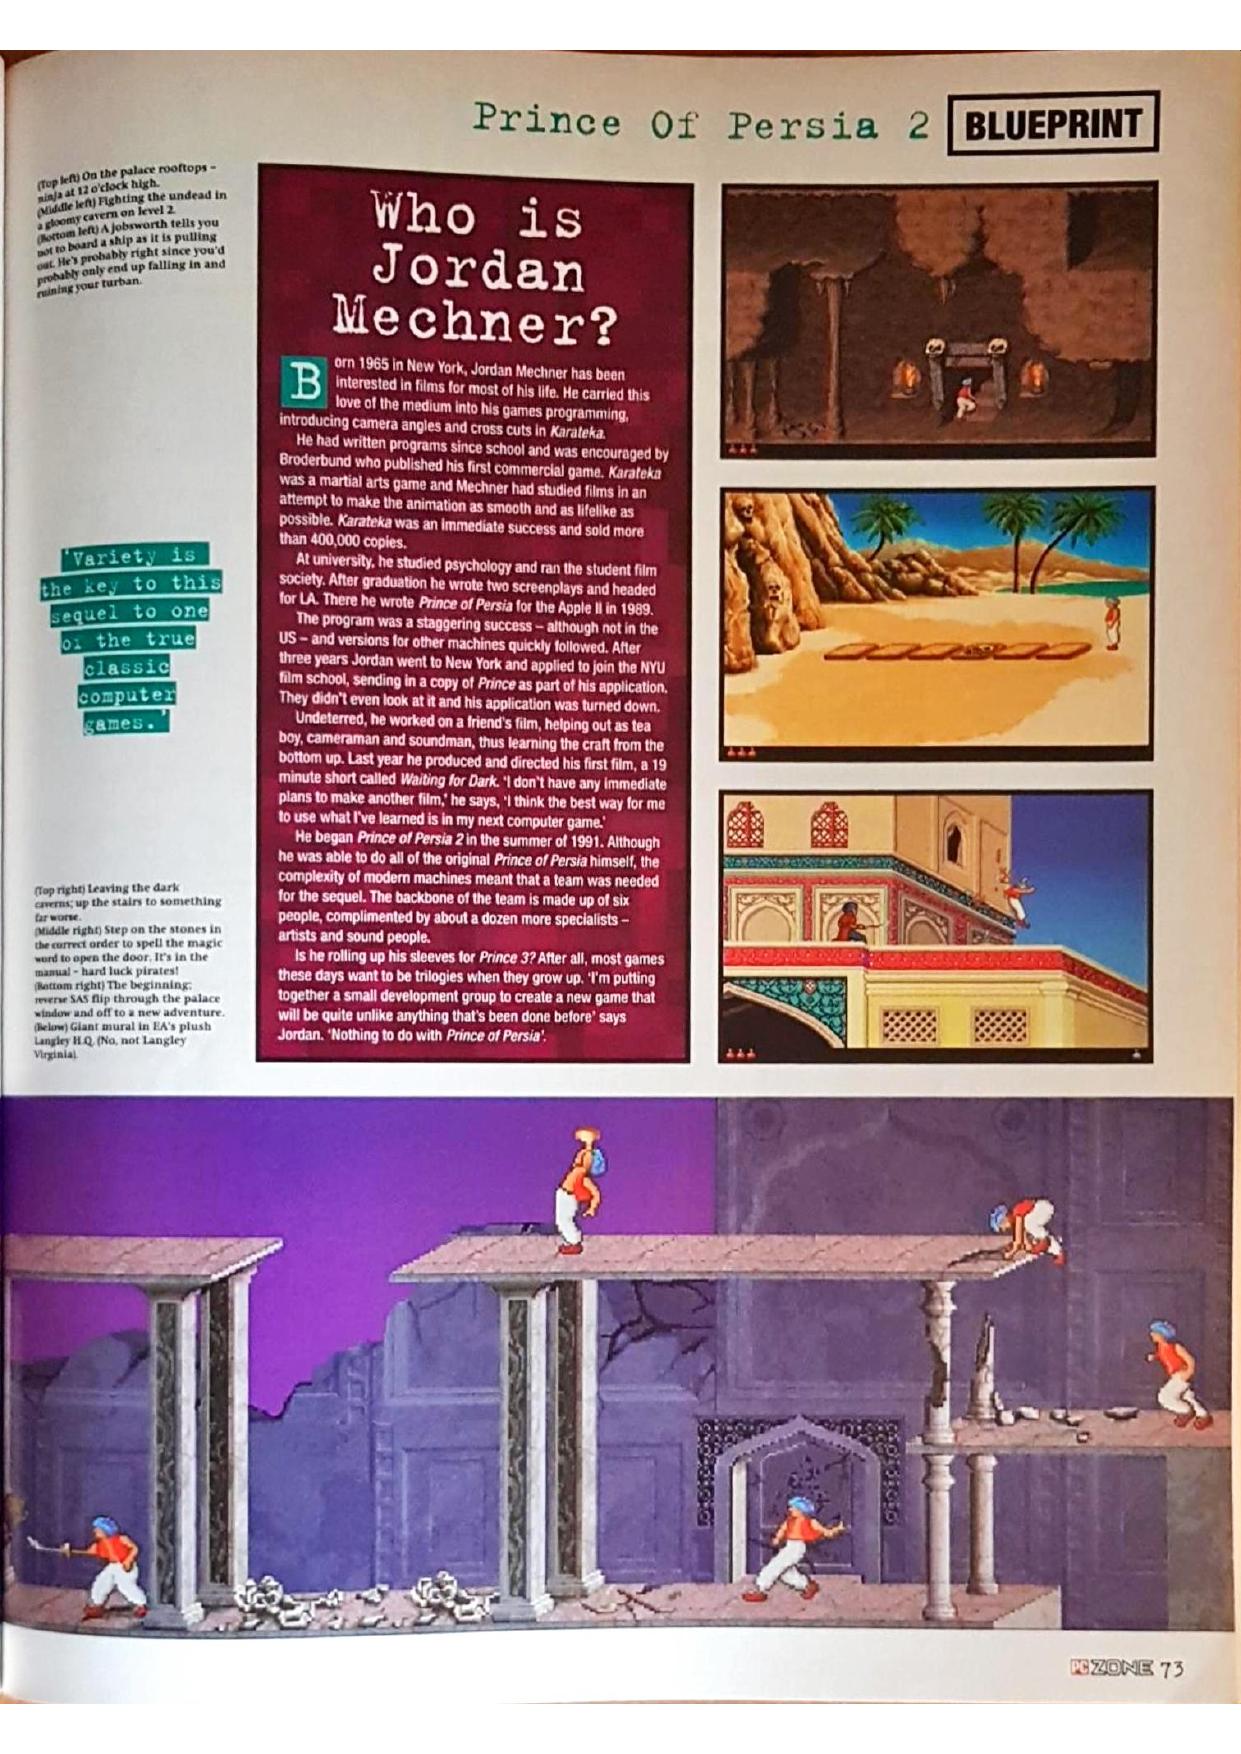 Prince Of Persia 2 BLUEPRINT
(Top left) On the palace rooftops –
ninja at 12 o'clock high.
(Middle left) Fighting the undead in
a gloomy cavern on level 2.
(Bottom left) A jobsworth tells you
not to board a ship as it is pulling
out. He's probably right since you'd
probably only end up falling in and
ruining your turban.
'Variety is
the key to this
sequel to one
of the true
classic
computer
games.'
(Top right) Leaving the dark
caverns; up the stairs to something
far worse.
(Middle right) Step on the stones in
the correct order to spell the magic
word to open the door. It's in the
manual – hard luck pirates!
(Bottom right) The beginning:
reverse SAS flip through the palace
window and off to a new adventure.
(Below) Giant mural in EA's plush
Langley H.Q. (No, not Langley
Virginia).
Who is
Jordan
Mechner?
Born 1965 in New York, Jordan Mechner has been
interested in films for most of his life. He carried this
love of the medium into his games programming,
introducing camera angles and cross cuts in Karateka.
He had written programs since school and was encouraged by
Broderbund who published his first commercial game. Karateka
was a martial arts game and Mechner had studied films in an
attempt to make the animation as smooth and as lifelike as
possible. Karateka was an immediate success and sold more
than 400,000 copies.
At university, he studied psychology and ran the student film
society. After graduation he wrote two screenplays and headed
for LA. There he wrote Prince of Persia for the Apple II in 1989.
The program was a staggering success – although not in the
US – and versions for other machines quickly followed. After
three years Jordan went to New York and applied to join the NYU
film school, sending in a copy of Prince as part of his application.
They didn't even look at it and his application was turned down.
Undeterred, he worked on a friend's film, helping out as tea
boy, cameraman and soundman, thus learning the craft from the
bottom up. Last year he produced and directed his first film, a 19
minute short called Waiting for Dark. 'I don't have any immediate
plans to make another film,' he says, 'I think the best way for me
to use what I've learned is in my next computer game.'
He began Prince of Persia 2 in the summer of 1991. Although
he was able to do all of the original Prince of Persia himself, the
complexity of modern machines meant that a team was needed
for the sequel. The backbone of the team is made up of six
people, complimented by about a dozen more specialists –
artists and sound people.
Is he rolling up his sleeves for Prince 3? After all, most games
these days want to be trilogies when they grow up. 'I'm putting
together a small development group to create a new game that
will be quite unlike anything that's been done before' says
Jordan. 'Nothing to do with Prince of Persia'.
PC ZONE 73